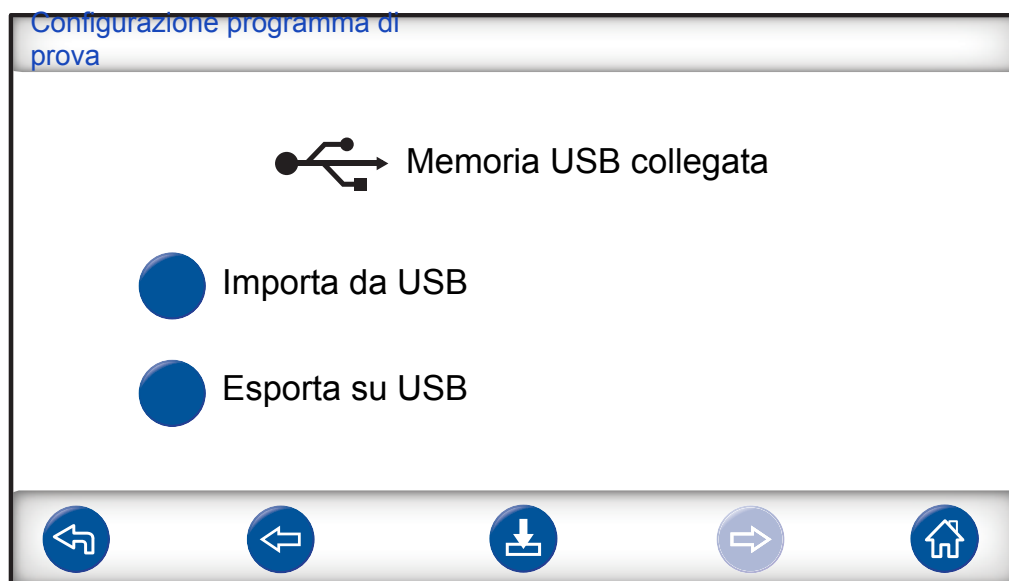 Configurazione programma di
prova
Memoria USB collegata
Importa da USB
Esporta su USB